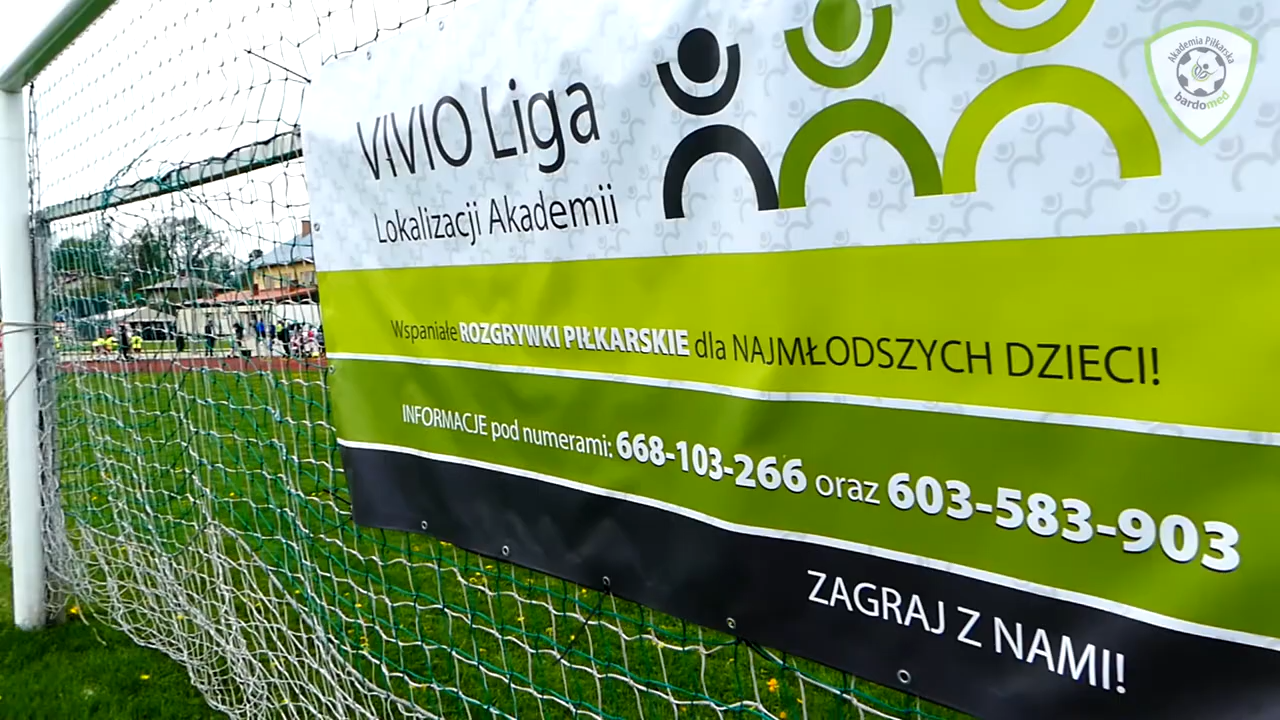 VIVIO Liga
Lokalizacji Akademii
Wspaniałe ROZGRYWKI PIŁKARSKIE dla NAJMŁODSZYCH DZIECI!
INFORMACJE pod numerami: 668-103-266 oraz 603-583-903
ZAGRAJ Z NAMI!
Akademia Piłkarska
bardomed